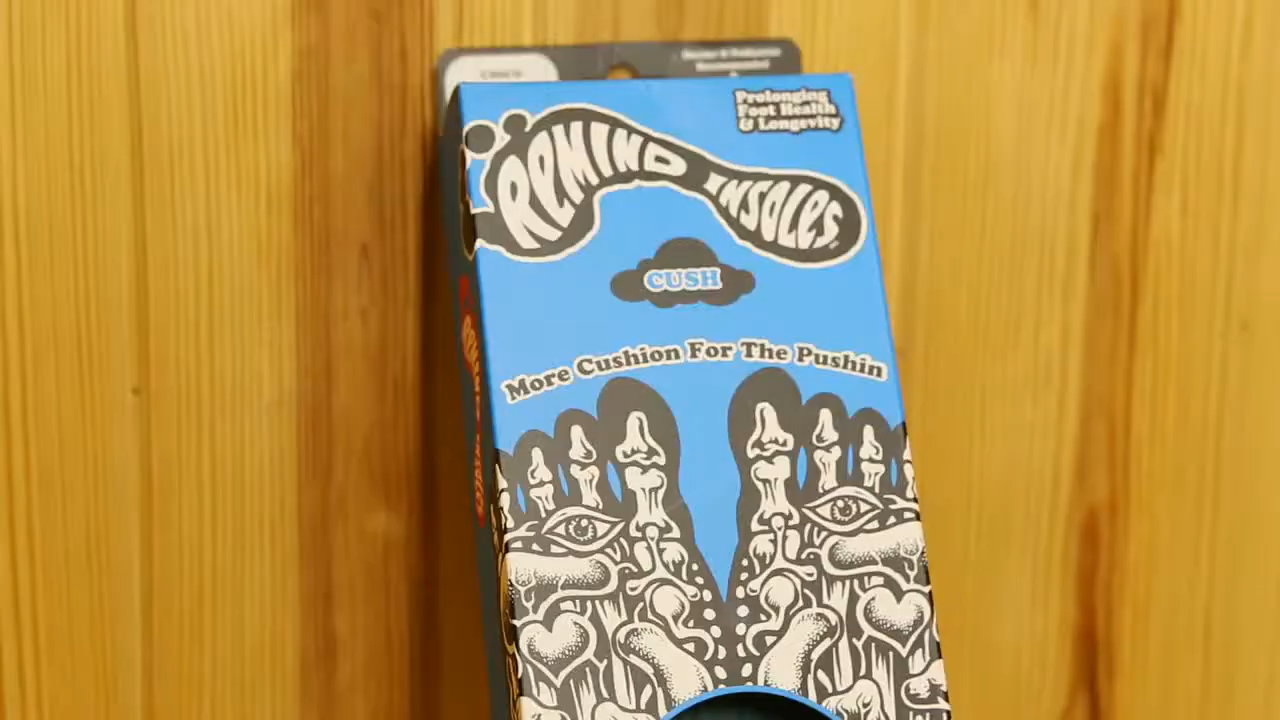 Prolonging
Foot Health
& Longevity
REMIND INSOLES
CUSH
More Cushion For The Pushin